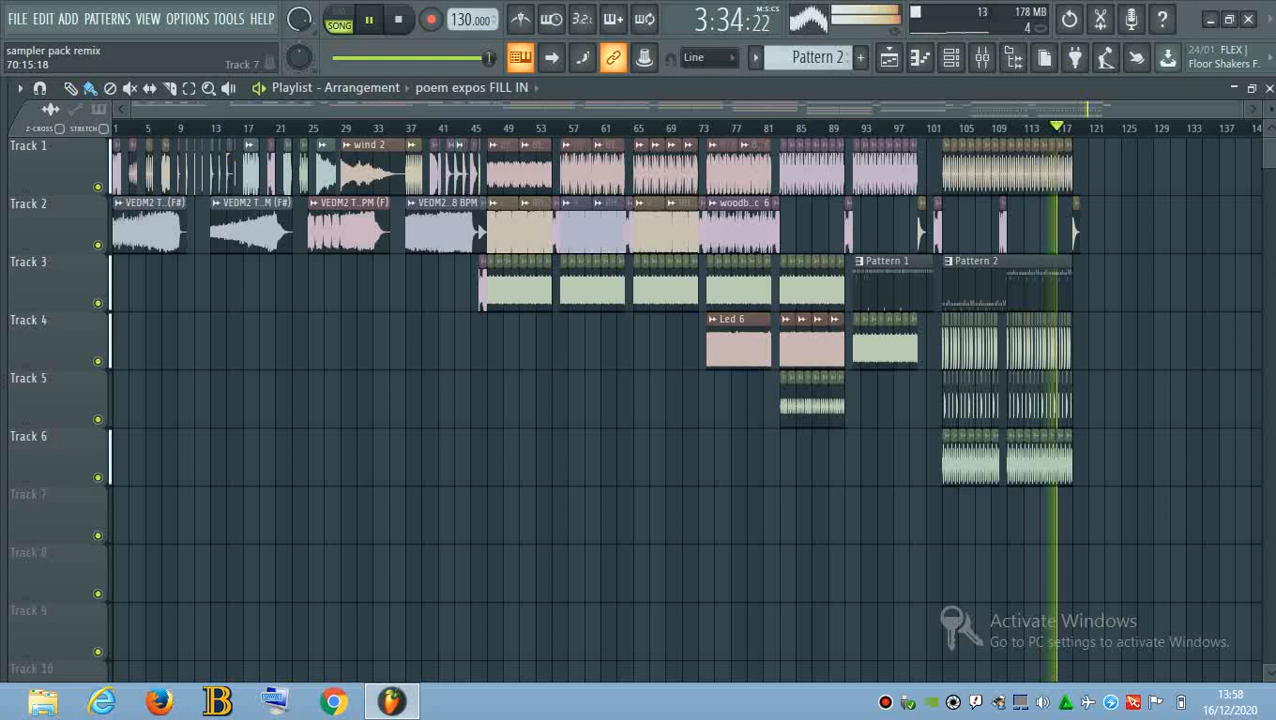 FILE EDIT ADD PATTERNS VIEW OPTIONS TOOLS HELP
SONG
130.000
3:34:22
M:S:CS
13
178 MB
4
sampler pack remix
70:15:18
Track 7
Line
Pattern 2
24/01 FLEX |
Floor Shakers F..
Playlist - Arrangement
poem expos FILL IN
Z-CROSS
STRETCH
1 5 9 13 17 21 25 29 33 37 41 45 49 53 57 61 65 69 73 77 81 85 89 93 97 101 105 109 113 117 121 125 129 133 137 14
Track 1
wind 2
Track 2
VEDM2 T..(F#)
VEDM2 T..M (F#)
VEDM2 T..PM (F)
VEDM2..8 BPM
woodb..c 6
Track 3
Pattern 1
Pattern 2
Track 4
Led 6
Track 5
Track 6
Track 7
Track 8
Track 9
Track 10
Activate Windows
Go to PC settings to activate Windows.
13:58
16/12/2020